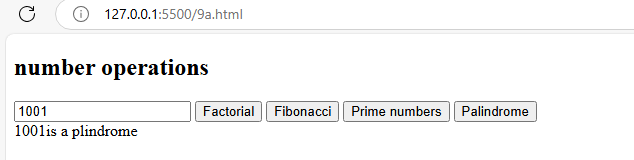 127.0.0.1:5500/9a.html
number operations
1001 Factorial Fibonacci Prime numbers Palindrome
1001is a plindrome